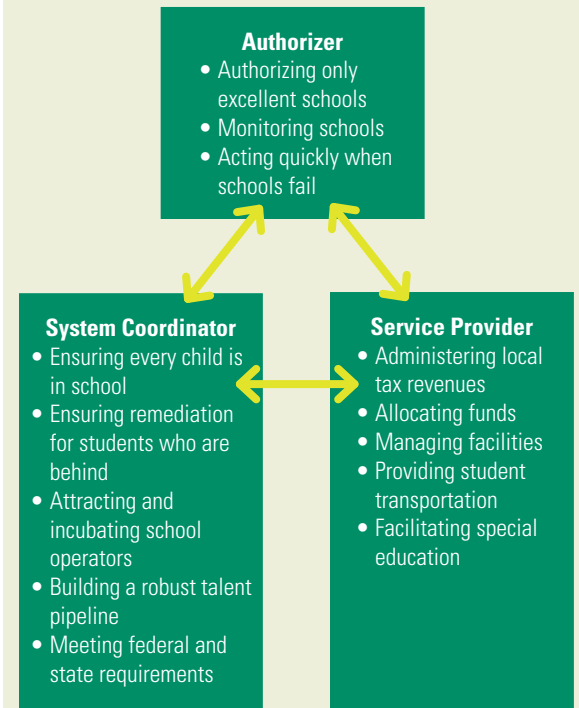 Authorizer
• Authorizing only
excellent schools
• Monitoring schools
• Acting quickly when
schools fail
System Coordinator
• Ensuring every child is
in school
• Ensuring remediation
for students who are
behind
• Attracting and
incubating school
operators
• Building a robust talent
pipeline
• Meeting federal and
state requirements
Service Provider
• Administering local
tax revenues
• Allocating funds
• Managing facilities
• Providing student
transportation
• Facilitating special
education